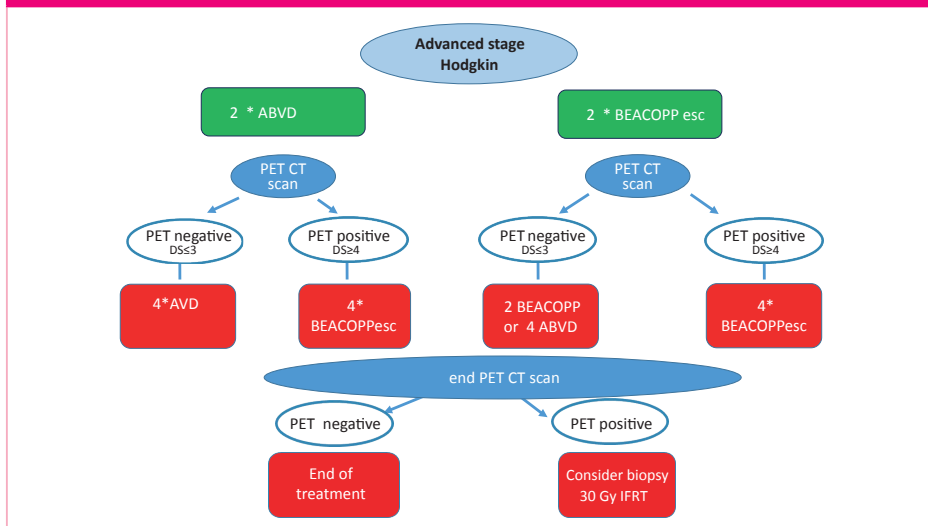 Advanced stage
Hodgkin
2 * ABVD
2 * BEACOPP esc
PET CT
scan
PET CT
scan
PET negative
DS≤3
PET positive
DS≥4
PET negative
DS≤3
PET positive
DS≥4
4*AVD
4*
BEACOPPesc
2 BEACOPP
or 4 ABVD
4*
BEACOPPesc
end PET CT scan
PET negative
PET positive
End of
treatment
Consider biopsy
30 Gy IFRT